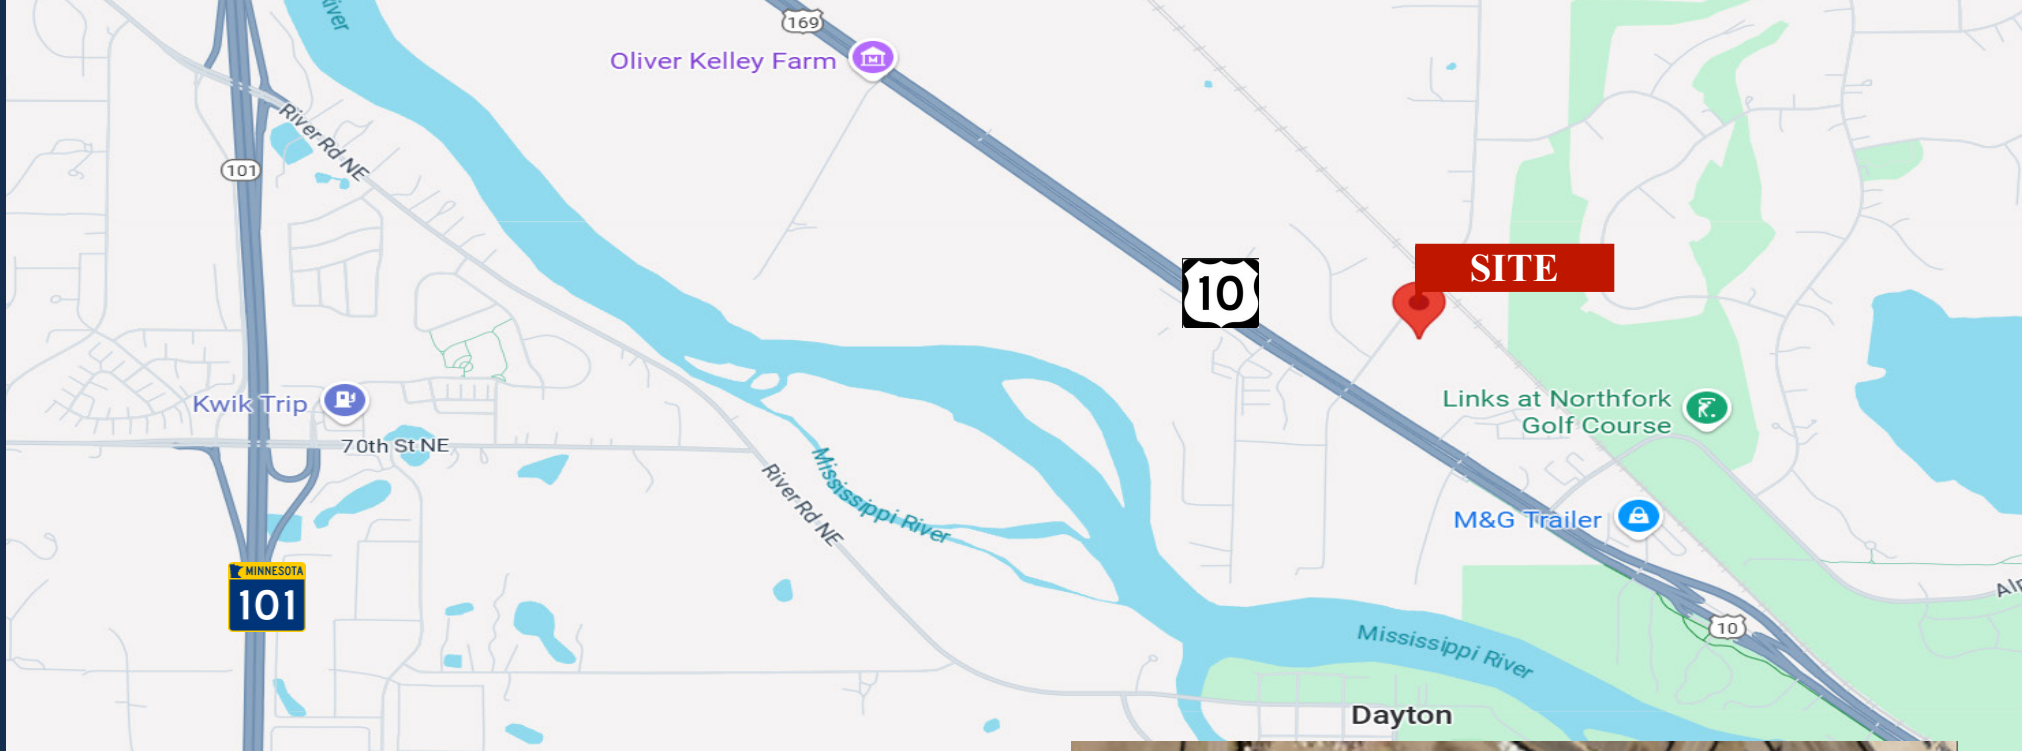 169
Oliver Kelley Farm
River Rd NE
101
SITE
10
Links at Northfork
Golf Course
Kwik Trip
70th St NE
Mississippi River
River Rd NE
M&G Trailer
MINNESOTA
101
10
Mississippi River
Dayton